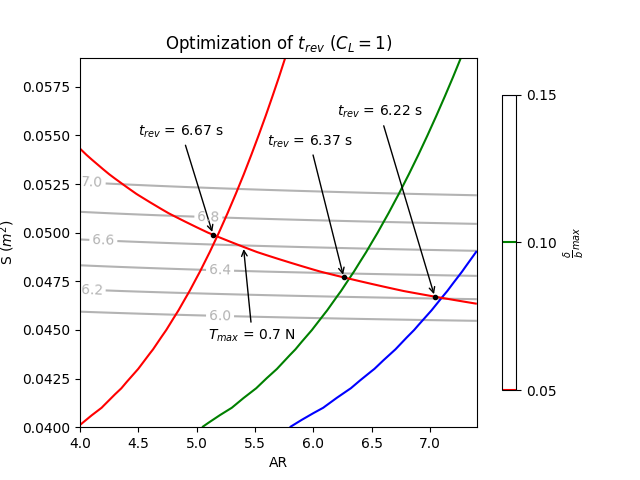 Optimization of t_rev (C_L = 1)
0.15
0.0575
t_rev = 6.22 s
0.0550
t_rev = 6.67 s
t_rev = 6.37 s
0.0525
7.0
6.8
0.0500
6.6
0.10
S (m²)
δ/b max
6.4
0.0475
6.2
6.0
0.0450
T_max = 0.7 N
0.0425
0.05
0.0400
4.0 4.5 5.0 5.5 6.0 6.5 7.0
AR